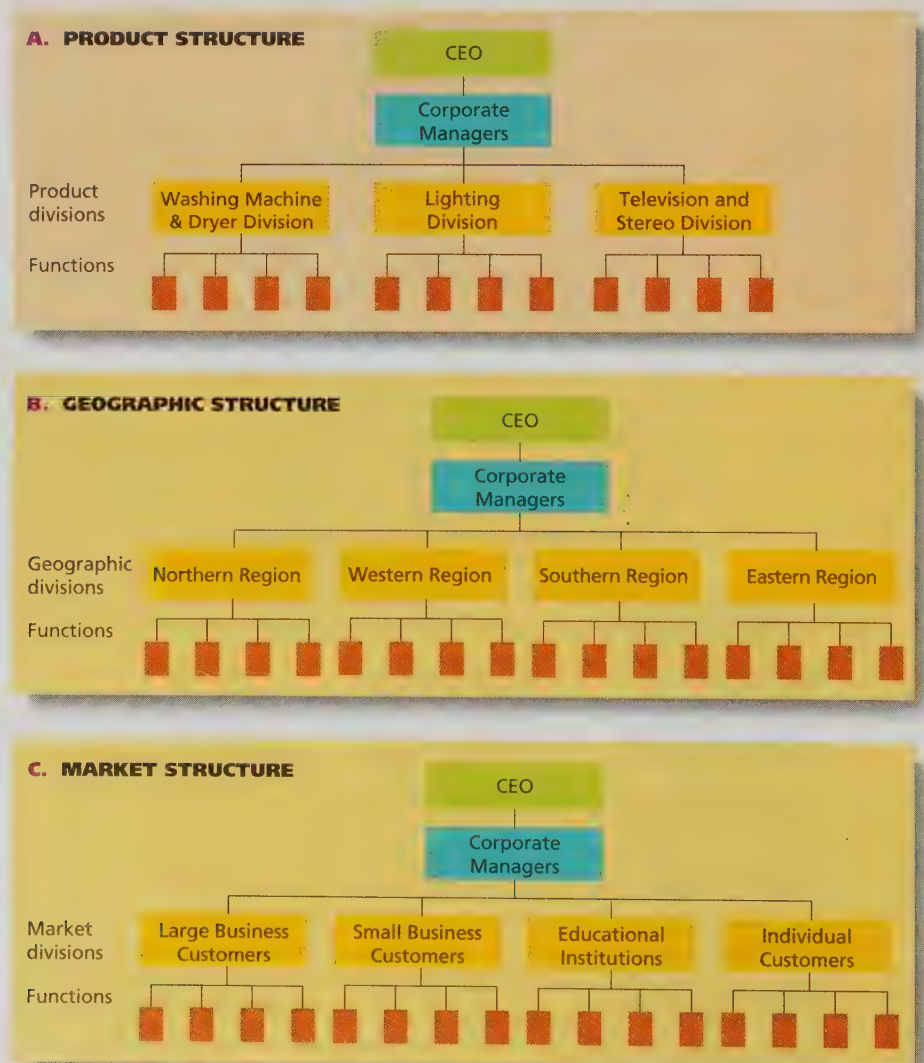 A. PRODUCT STRUCTURE
CEO
Corporate
Managers
Product
divisions
Washing Machine
& Dryer Division
Lighting
Division
Television and
Stereo Division
Functions
B. GEOGRAPHIC STRUCTURE
CEO
Corporate
Managers
Geographic
divisions
Northern Region
Western Region
Southern Region
Eastern Region
Functions
C. MARKET STRUCTURE
CEO
Corporate
Managers
Market
divisions
Large Business
Customers
Small Business
Customers
Educational
Institutions
Individual
Customers
Functions